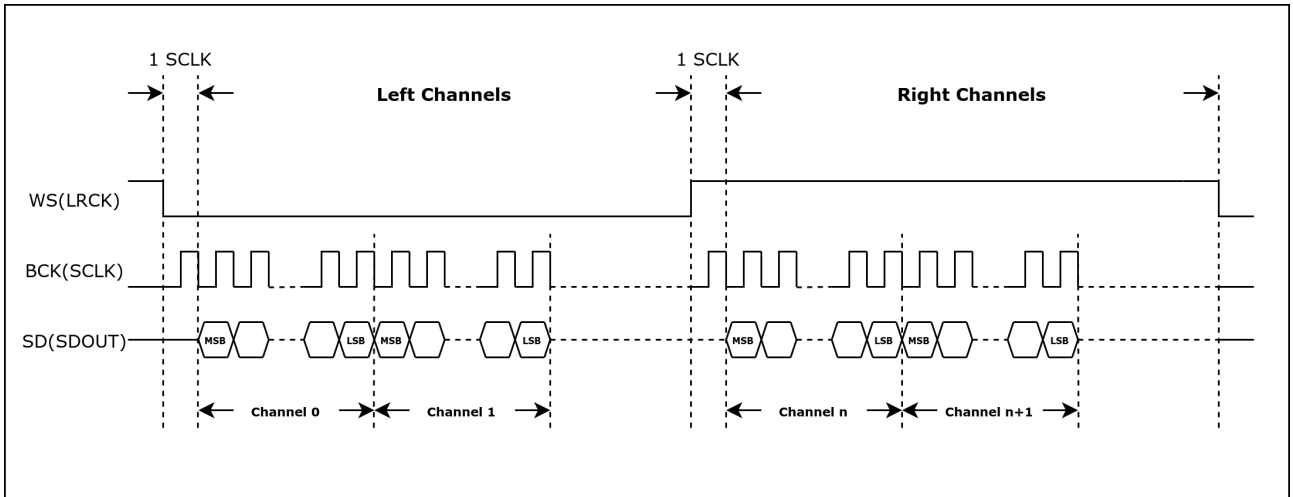 1 SCLK 1 SCLK
Left Channels Right Channels
WS(LRCK)
BCK(SCLK)
SD(SDOUT)
MSB LSB MSB LSB MSB LSB MSB LSB
Channel 0 Channel 1 Channel n Channel n+1